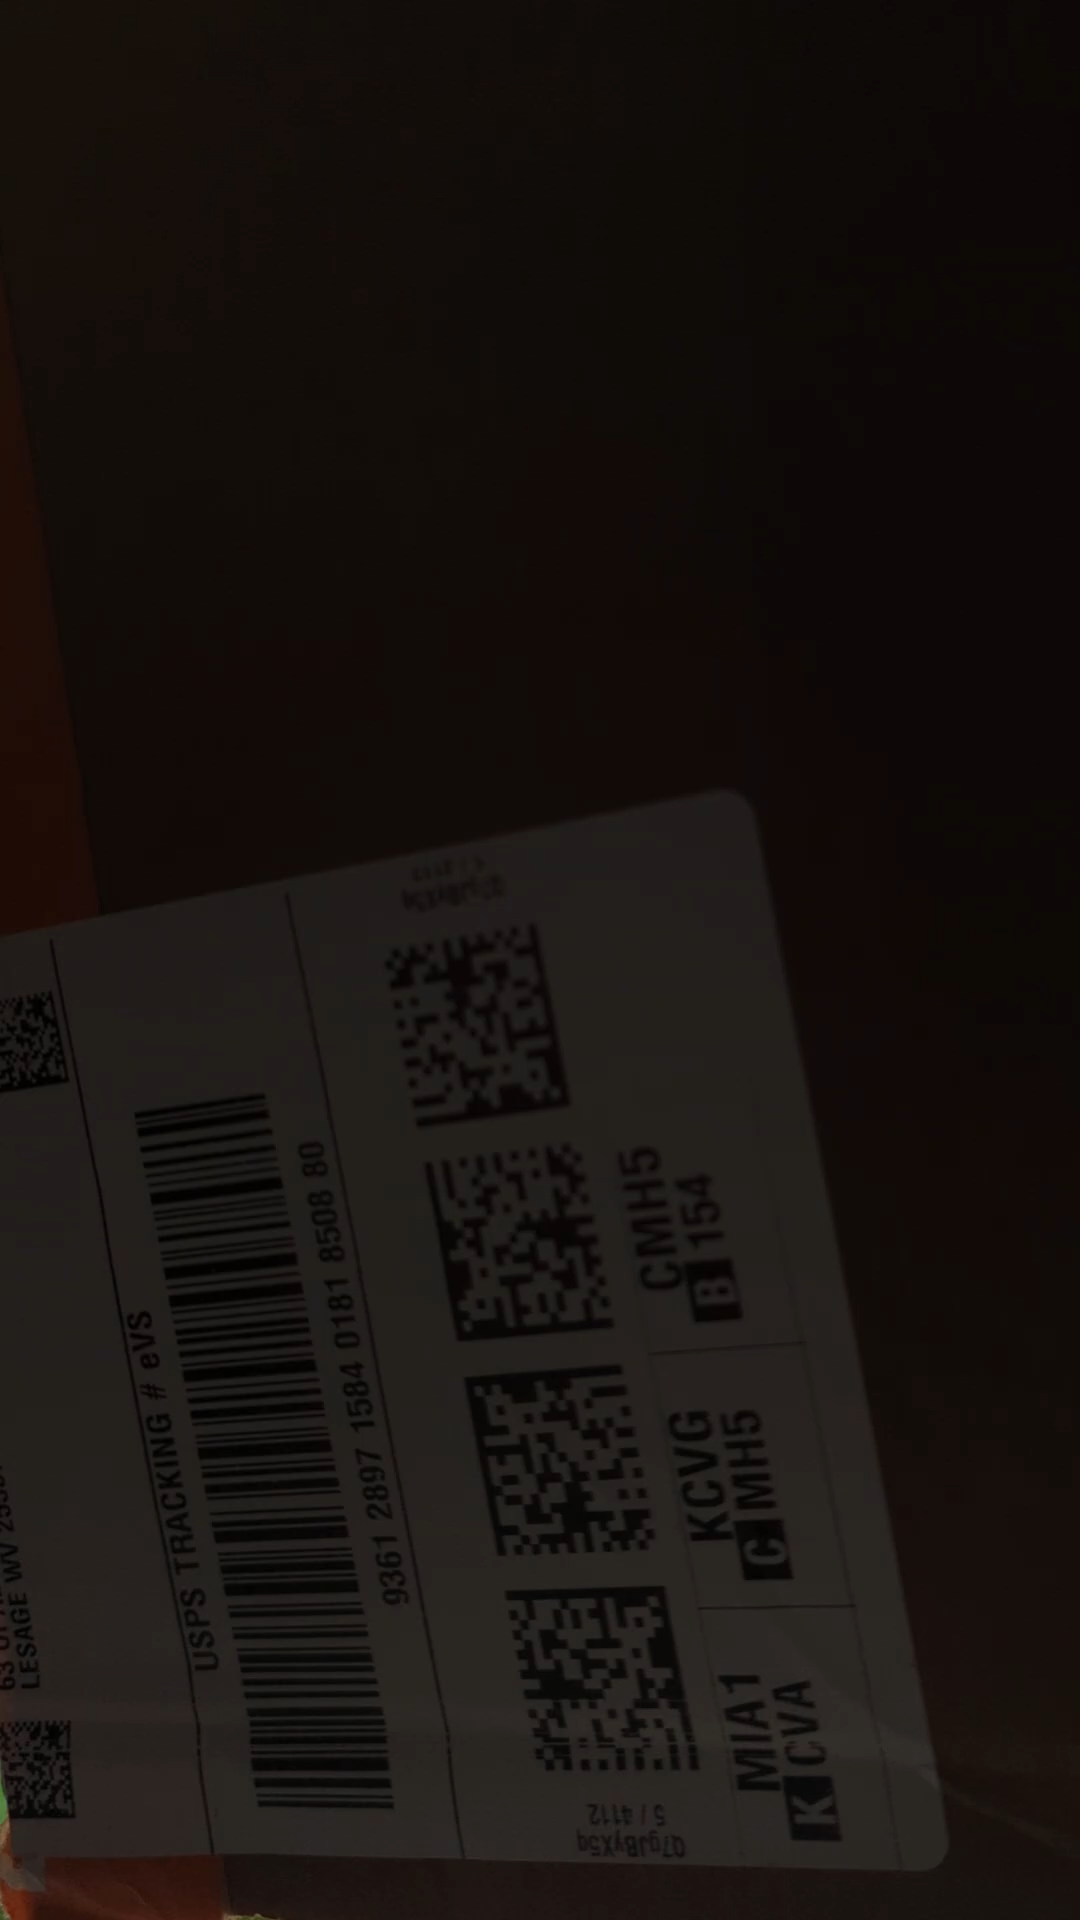 LESAGE WV
USPS TRACKING # eVS
9361 2897 1584 0181 8508 80
Q7gJByX5q
5 / 4112
MIA1
K CVA
KCVG
C MH5
CMH5
B 154
Q7gJByX5q